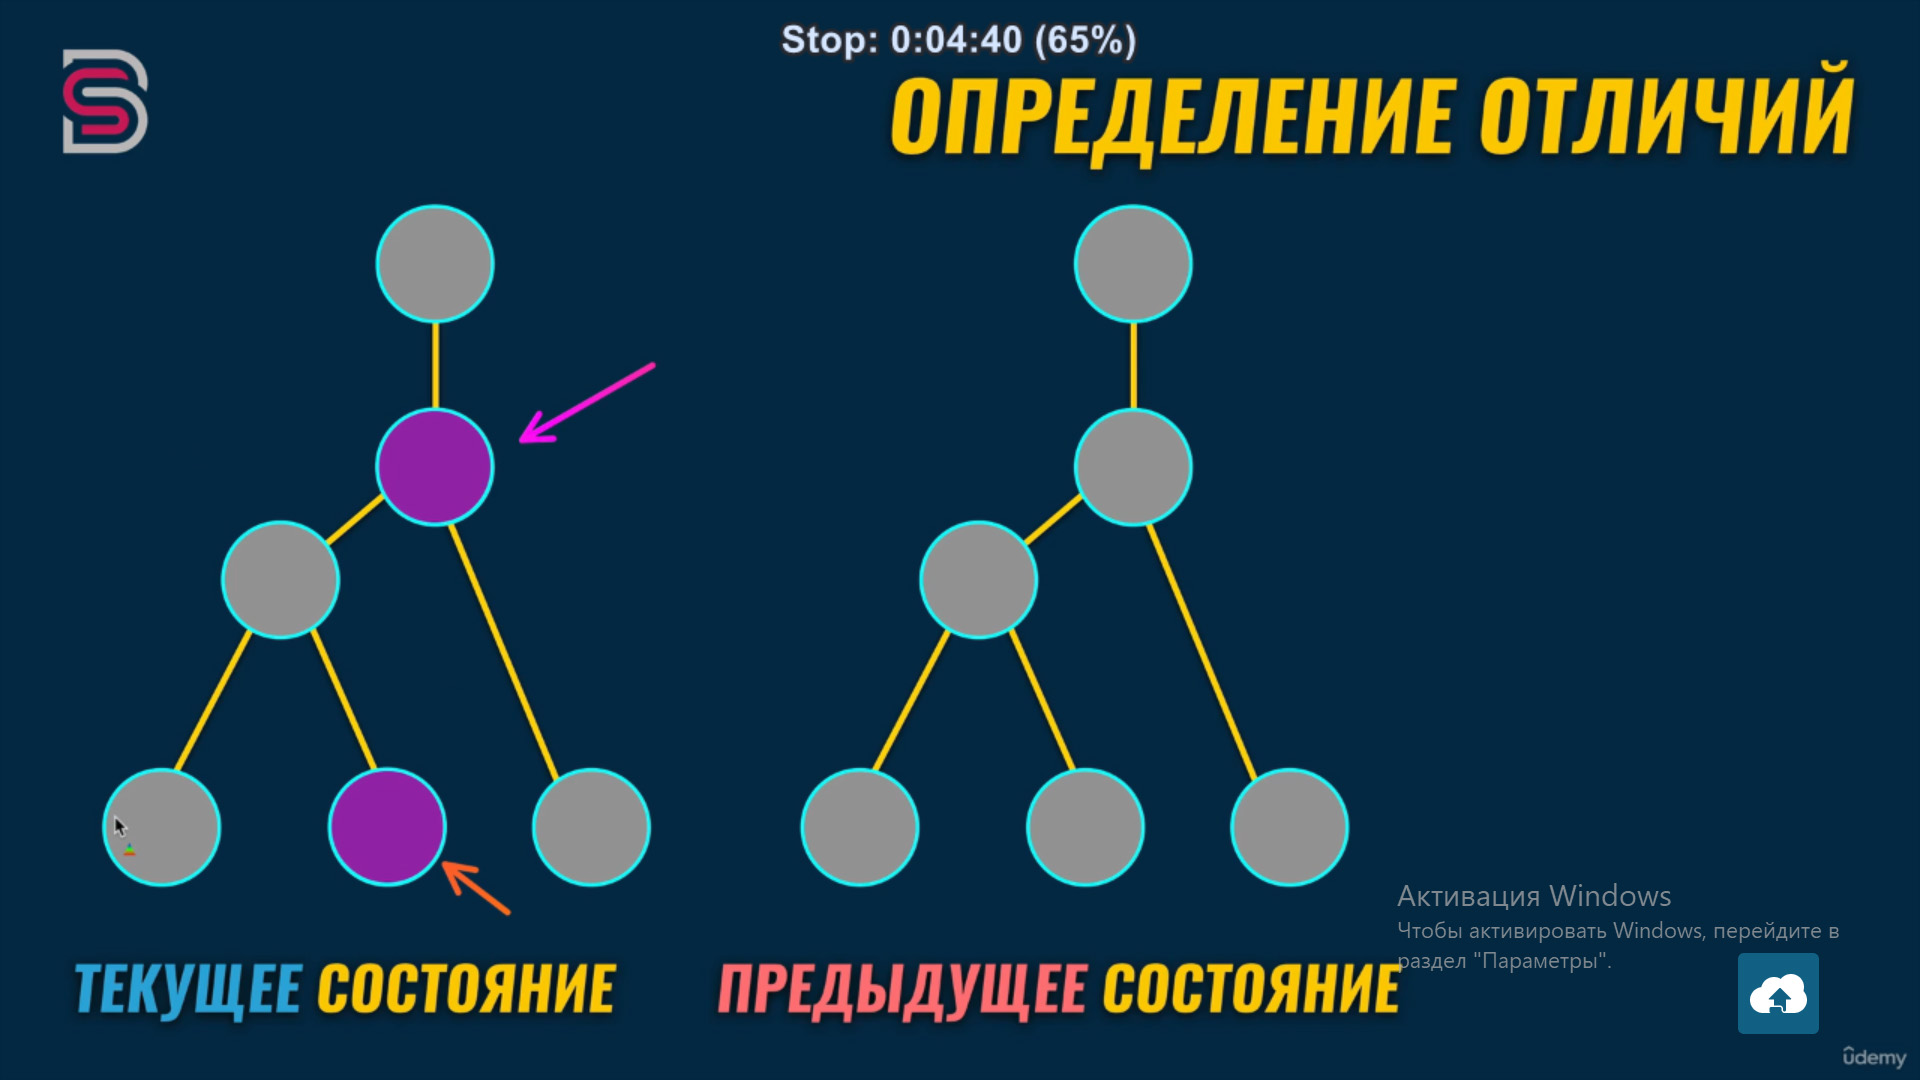 Stop: 0:04:40 (65%)
ОПРЕДЕЛЕНИЕ ОТЛИЧИЙ
Активация Windows
Чтобы активировать Windows, перейдите в
раздел "Параметры".
ТЕКУЩЕЕ СОСТОЯНИЕ
ПРЕДЫДУЩЕЕ СОСТОЯНИЕ
ûdemy